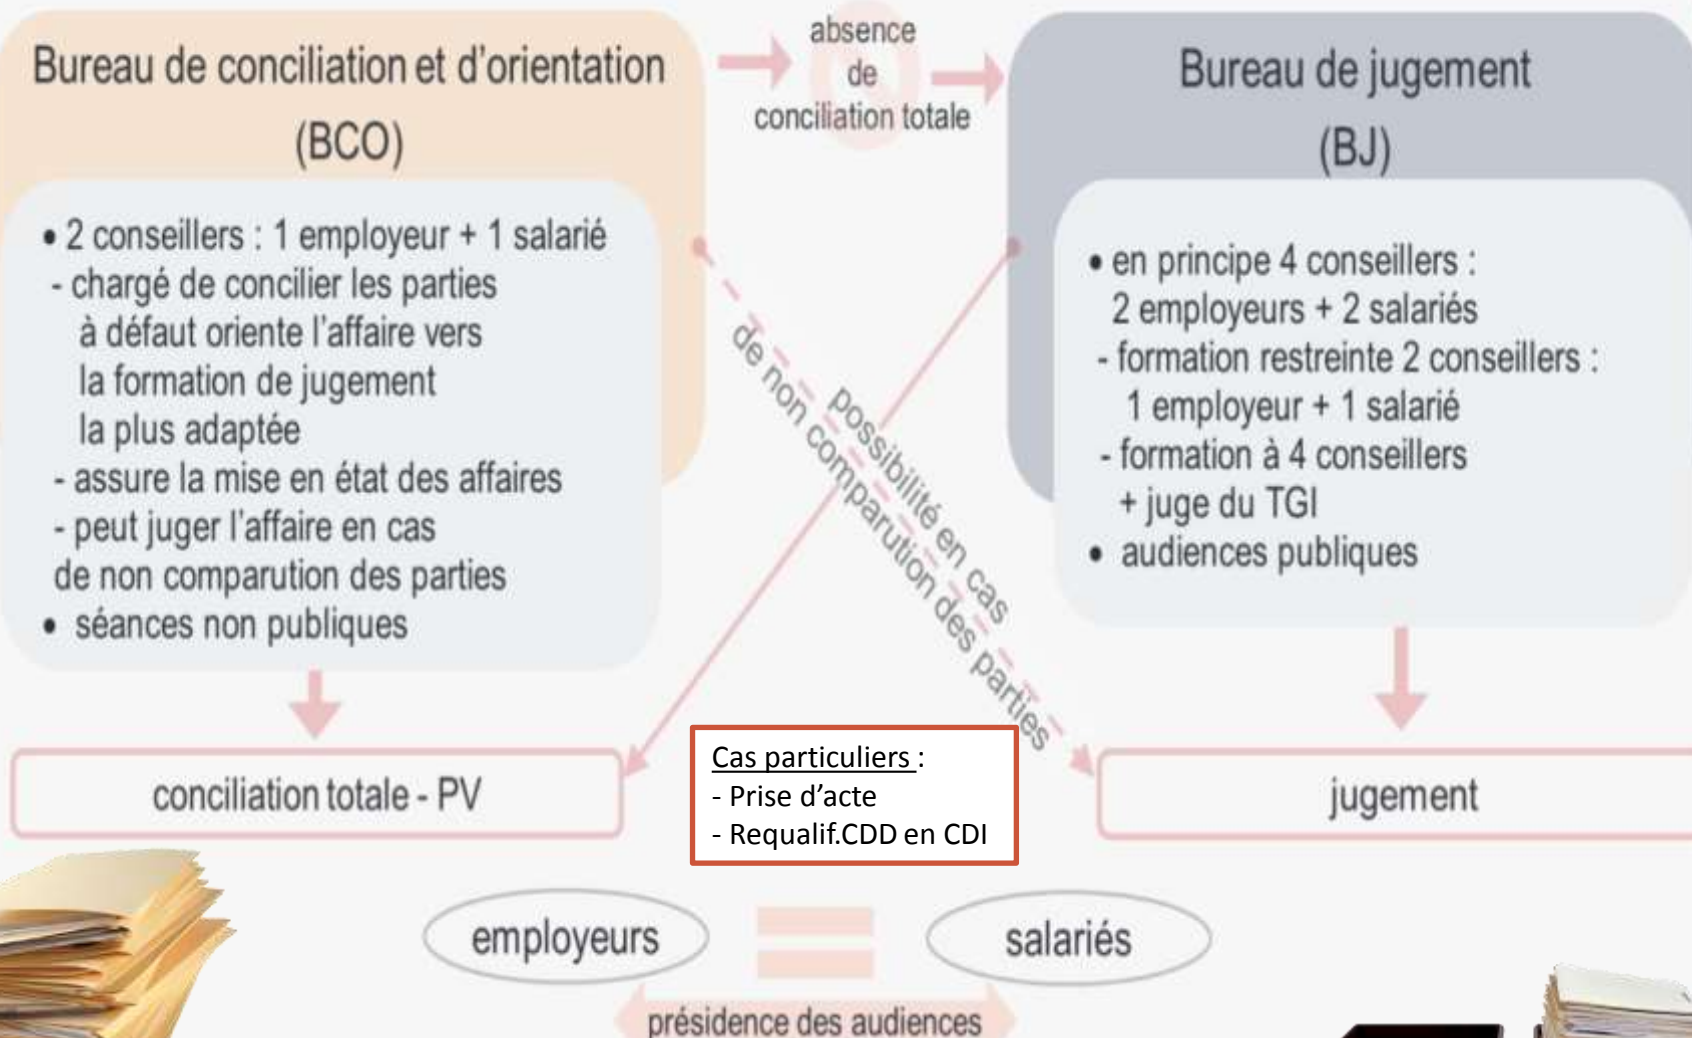 Bureau de conciliation et d'orientation
(BCO)
• 2 conseillers : 1 employeur + 1 salarié
- chargé de concilier les parties
à défaut oriente l'affaire vers
la formation de jugement
la plus adaptée
- assure la mise en état des affaires
- peut juger l'affaire en cas
de non comparution des parties
• séances non publiques
absence
de
conciliation totale
Bureau de jugement
(BJ)
• en principe 4 conseillers :
2 employeurs + 2 salariés
- formation restreinte 2 conseillers :
1 employeur + 1 salarié
- formation à 4 conseillers
+ juge du TGI
• audiences publiques
possibilité en cas
de non comparution des parties
conciliation totale - PV
Cas particuliers :
- Prise d’acte
- Requalif.CDD en CDI
jugement
employeurs
salariés
présidence des audiences